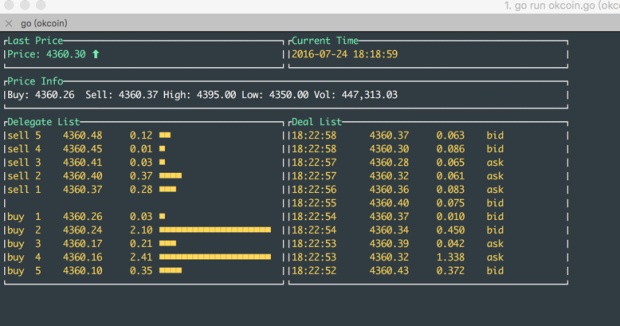 1. go run okcoin.go (okco
× go (okcoin)
Last Price
Price: 4360.30 ⬆
Current Time
2016-07-24 18:18:59
Price Info
Buy: 4360.26 Sell: 4360.37 High: 4395.00 Low: 4350.00 Vol: 447,313.03
Delegate List
sell 5 4360.48 0.12
sell 4 4360.45 0.01
sell 3 4360.41 0.03
sell 2 4360.40 0.37
sell 1 4360.37 0.28
buy 1 4360.26 0.03
buy 2 4360.24 2.10
buy 3 4360.17 0.21
buy 4 4360.16 2.41
buy 5 4360.10 0.35
Deal List
18:22:58 4360.37 0.063 bid
18:22:58 4360.30 0.086 bid
18:22:57 4360.28 0.065 ask
18:22:57 4360.32 0.061 ask
18:22:56 4360.36 0.083 ask
18:22:55 4360.40 0.075 bid
18:22:54 4360.37 0.010 bid
18:22:54 4360.34 0.450 bid
18:22:53 4360.39 0.042 ask
18:22:53 4360.32 1.338 ask
18:22:52 4360.43 0.372 bid